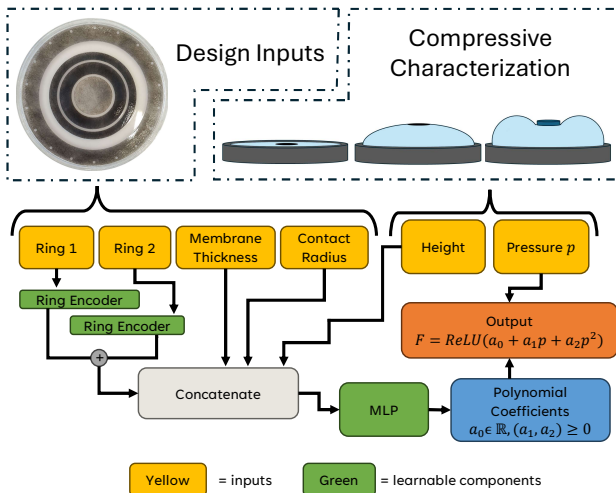 Design Inputs
Compressive
Characterization
Ring 1
Ring 2
Membrane
Thickness
Contact
Radius
Height
Pressure p
Ring Encoder
Ring Encoder
+
Output
F = ReLU(a₀ + a₁p + a₂p²)
Concatenate
MLP
Polynomial
Coefficients
a₀ϵ ℝ, (a₁, a₂) ≥ 0
Yellow = inputs
Green = learnable components